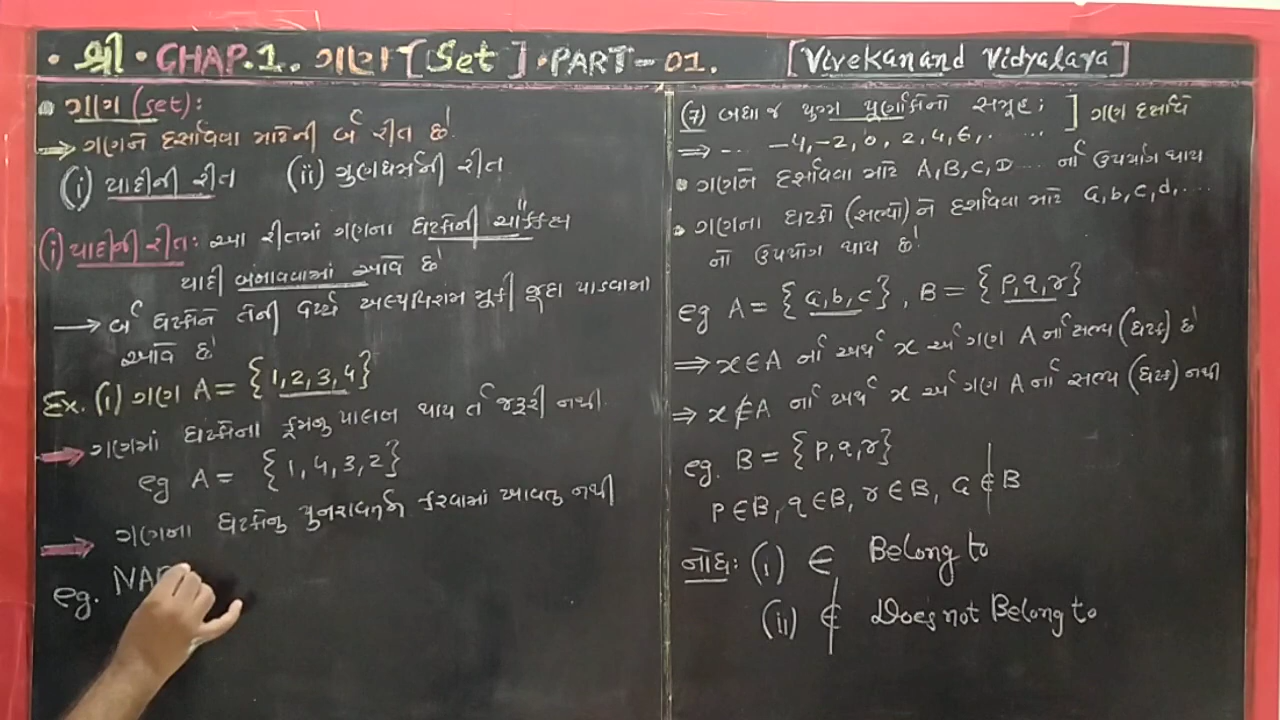 • શ્રી • CHAP.1. ગણ [Set] • PART-01. [Vivekanand Vidyalaya]
• ગણ (set):
⇒ ગણને દર્શાવવા માટેની બે રીત છે.
(i) યાદીની રીત (ii) ગુણધર્મની રીત
(i) યાદીની રીત: આ રીતમાં ગણના ઘટકોની ચોક્કસ
યાદી બનાવવામાં આવે છે.
→ બે ઘટકોને તેની વચ્ચે અલ્પવિરામ મૂકી જૂદા પાડવામાં
આવે છે.
Ex. (i) ગણ A = {1, 2, 3, 4}
⇒ ગણમાં ઘટકોના ક્રમનુ પાલન થાય તે જરૂરી નથી.
eg A = {1, 4, 3, 2}
⇒ ગણના ઘટકોનુ પુનરાવર્તન કરવામાં આવતુ નથી
eg.
(7) બધા જ યુગ્મ પૂર્ણાંકોનો સમૂહ: ] ગણ દર્શાવે
⇒ ... -4, -2, 0, 2, 4, 6, .......
• ગણને દર્શાવવા માટે A, B, C, D .... નો ઉપયોગ થાય
• ગણના ઘટકો (સભ્યો) ને દર્શાવવા માટે a, b, c, d, ...
નો ઉપયોગ થાય છે.
eg A = {a, b, c}, B = {p, q, r}
⇒ x∈A નો અર્થ x એ ગણ A નો સભ્ય (ઘટક) છે
⇒ x∉A નો અર્થ x એ ગણ A નો સભ્ય (ઘટક) નથી
eg. B = {p, q, r}
p∈B, q∈B, r∈B, a∉B
નોંધ: (i) ∈ Belong to
(ii) ∉ Does not Belong to